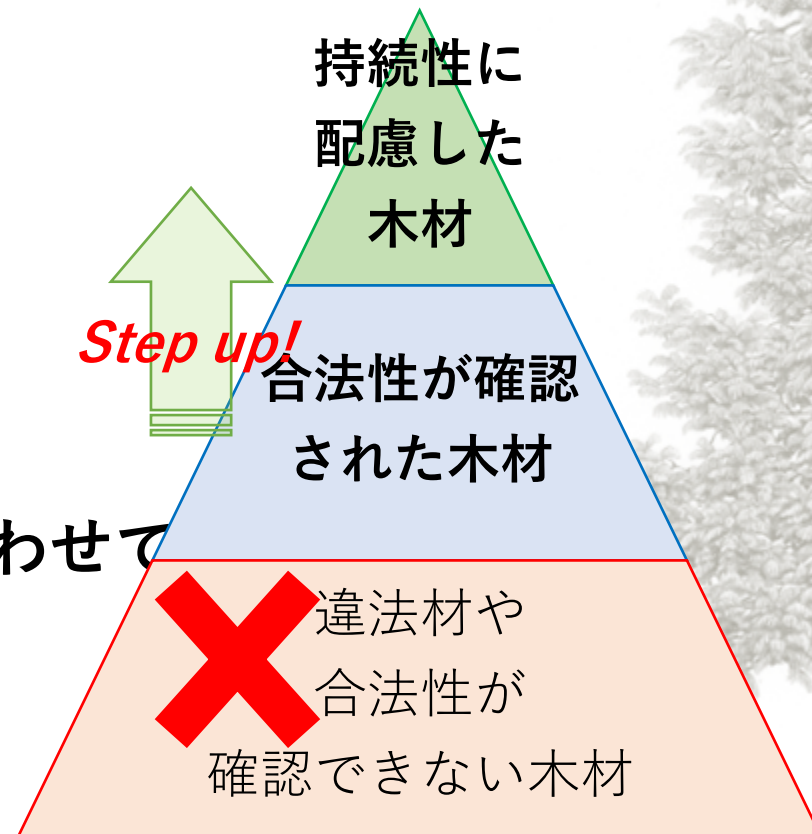 持続性に
配慮した
木材
Step up!
合法性が確認
された木材
わせて
違法材や
合法性が
確認できない木材